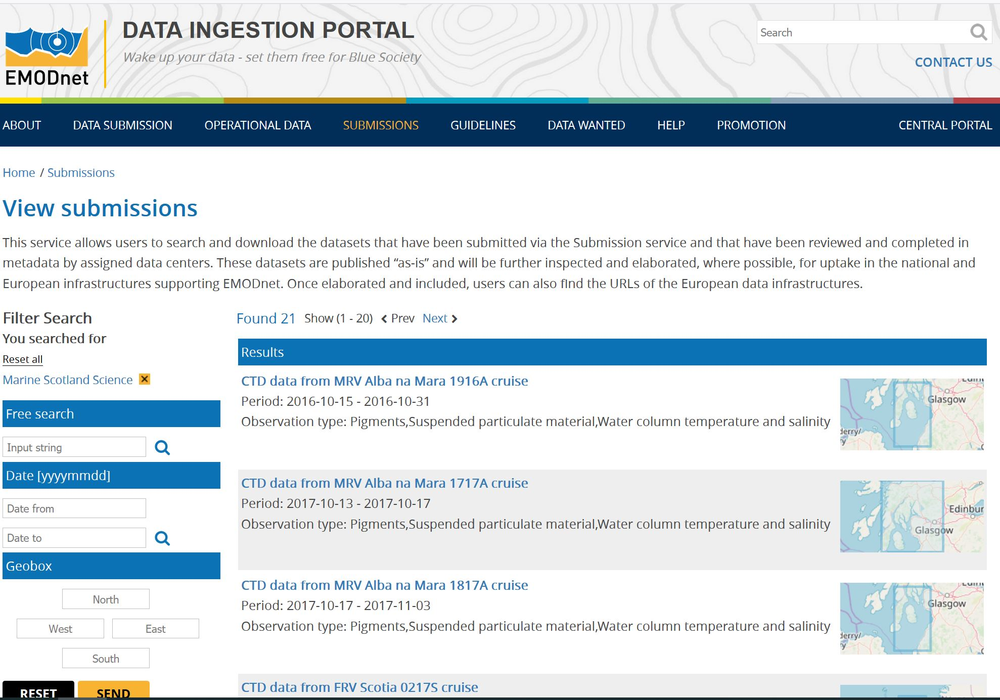 DATA INGESTION PORTAL
Wake up your data - set them free for Blue Society
EMODnet
Search
CONTACT US
ABOUT DATA SUBMISSION OPERATIONAL DATA SUBMISSIONS GUIDELINES DATA WANTED HELP PROMOTION CENTRAL PORTAL
Home / Submissions
View submissions
This service allows users to search and download the datasets that have been submitted via the Submission service and that have been reviewed and completed in
metadata by assigned data centers. These datasets are published “as-is” and will be further inspected and elaborated, where possible, for uptake in the national and
European infrastructures supporting EMODnet. Once elaborated and included, users can also find the URLs of the European data infrastructures.
Filter Search
You searched for
Reset all
Marine Scotland Science
Free search
Input string
Date [yyyymmdd]
Date from
Date to
Geobox
North
West East
South
RESET SEND
Found 21 Show (1 - 20) Prev Next
Results
CTD data from MRV Alba na Mara 1916A cruise
Period: 2016-10-15 - 2016-10-31
Observation type: Pigments,Suspended particulate material,Water column temperature and salinity
Glasgow
derry/
y
CTD data from MRV Alba na Mara 1717A cruise
Period: 2017-10-13 - 2017-10-17
Observation type: Pigments,Suspended particulate material,Water column temperature and salinity
Edinbur
Glasgow
CTD data from MRV Alba na Mara 1817A cruise
Period: 2017-10-17 - 2017-11-03
Observation type: Pigments,Suspended particulate material,Water column temperature and salinity
Glasgow
derry/
y
CTD data from FRV Scotia 0217S cruise